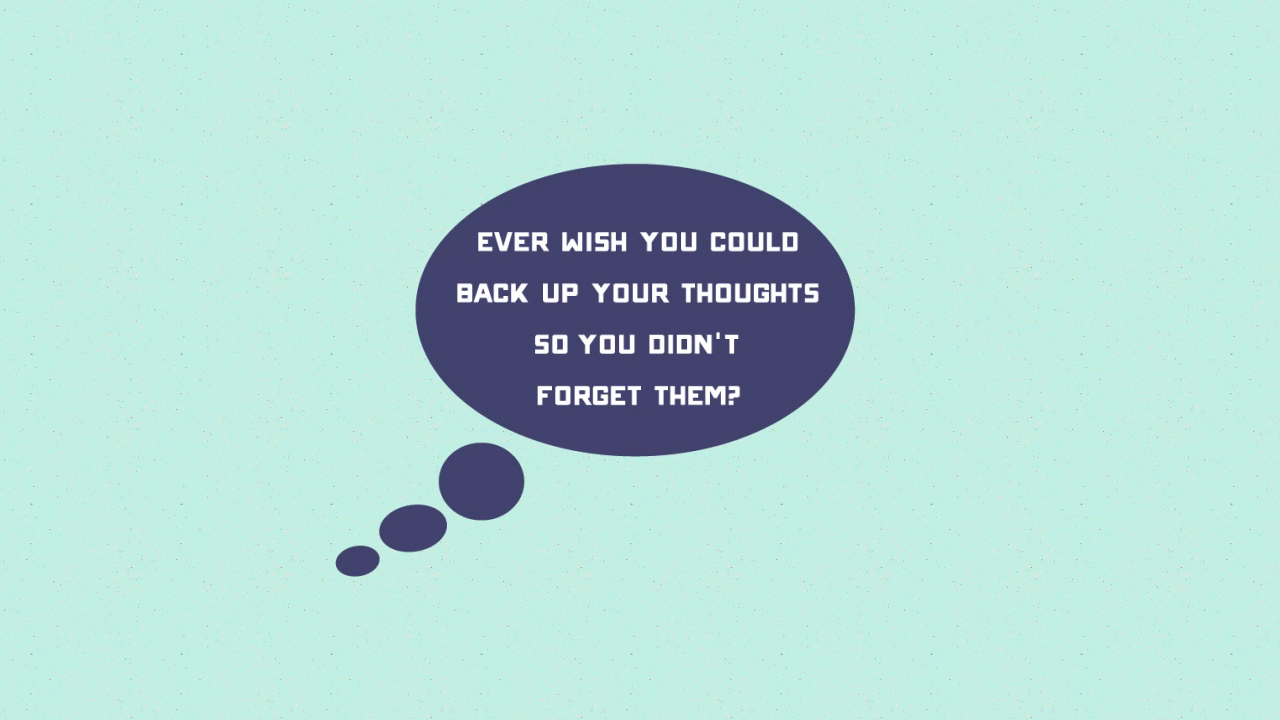 EVER WISH YOU COULD
BACK UP YOUR THOUGHTS
SO YOU DIDN'T
FORGET THEM?